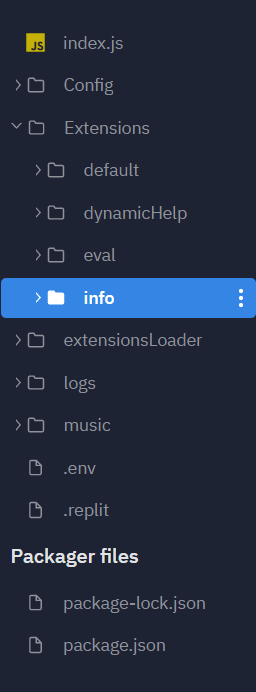 JS index.js
Config
Extensions
default
dynamicHelp
eval
info
extensionsLoader
logs
music
.env
.replit
Packager files
package-lock.json
package.json